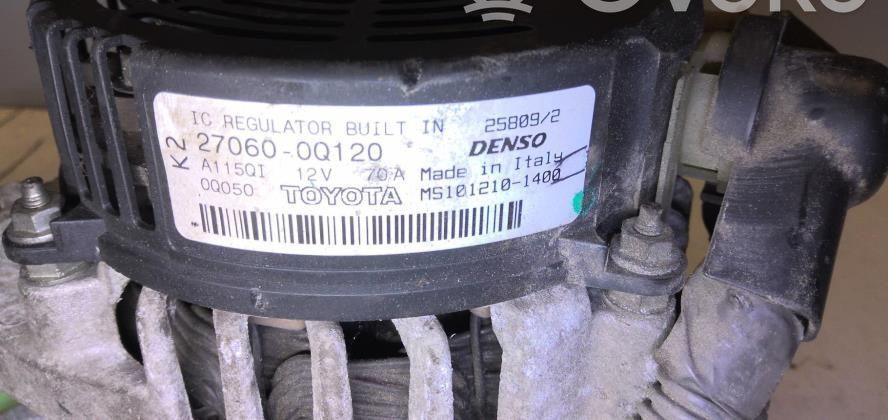 IC REGULATOR BUILT IN 25809/2
K2 27060-0Q120 DENSO
A115QI 12V 70A Made in Italy
0Q050 TOYOTA MS101210-1400